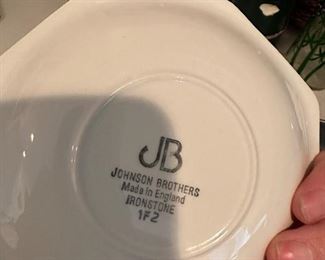 JB
JOHNSON BROTHERS
Made in England
IRONSTONE
1F2